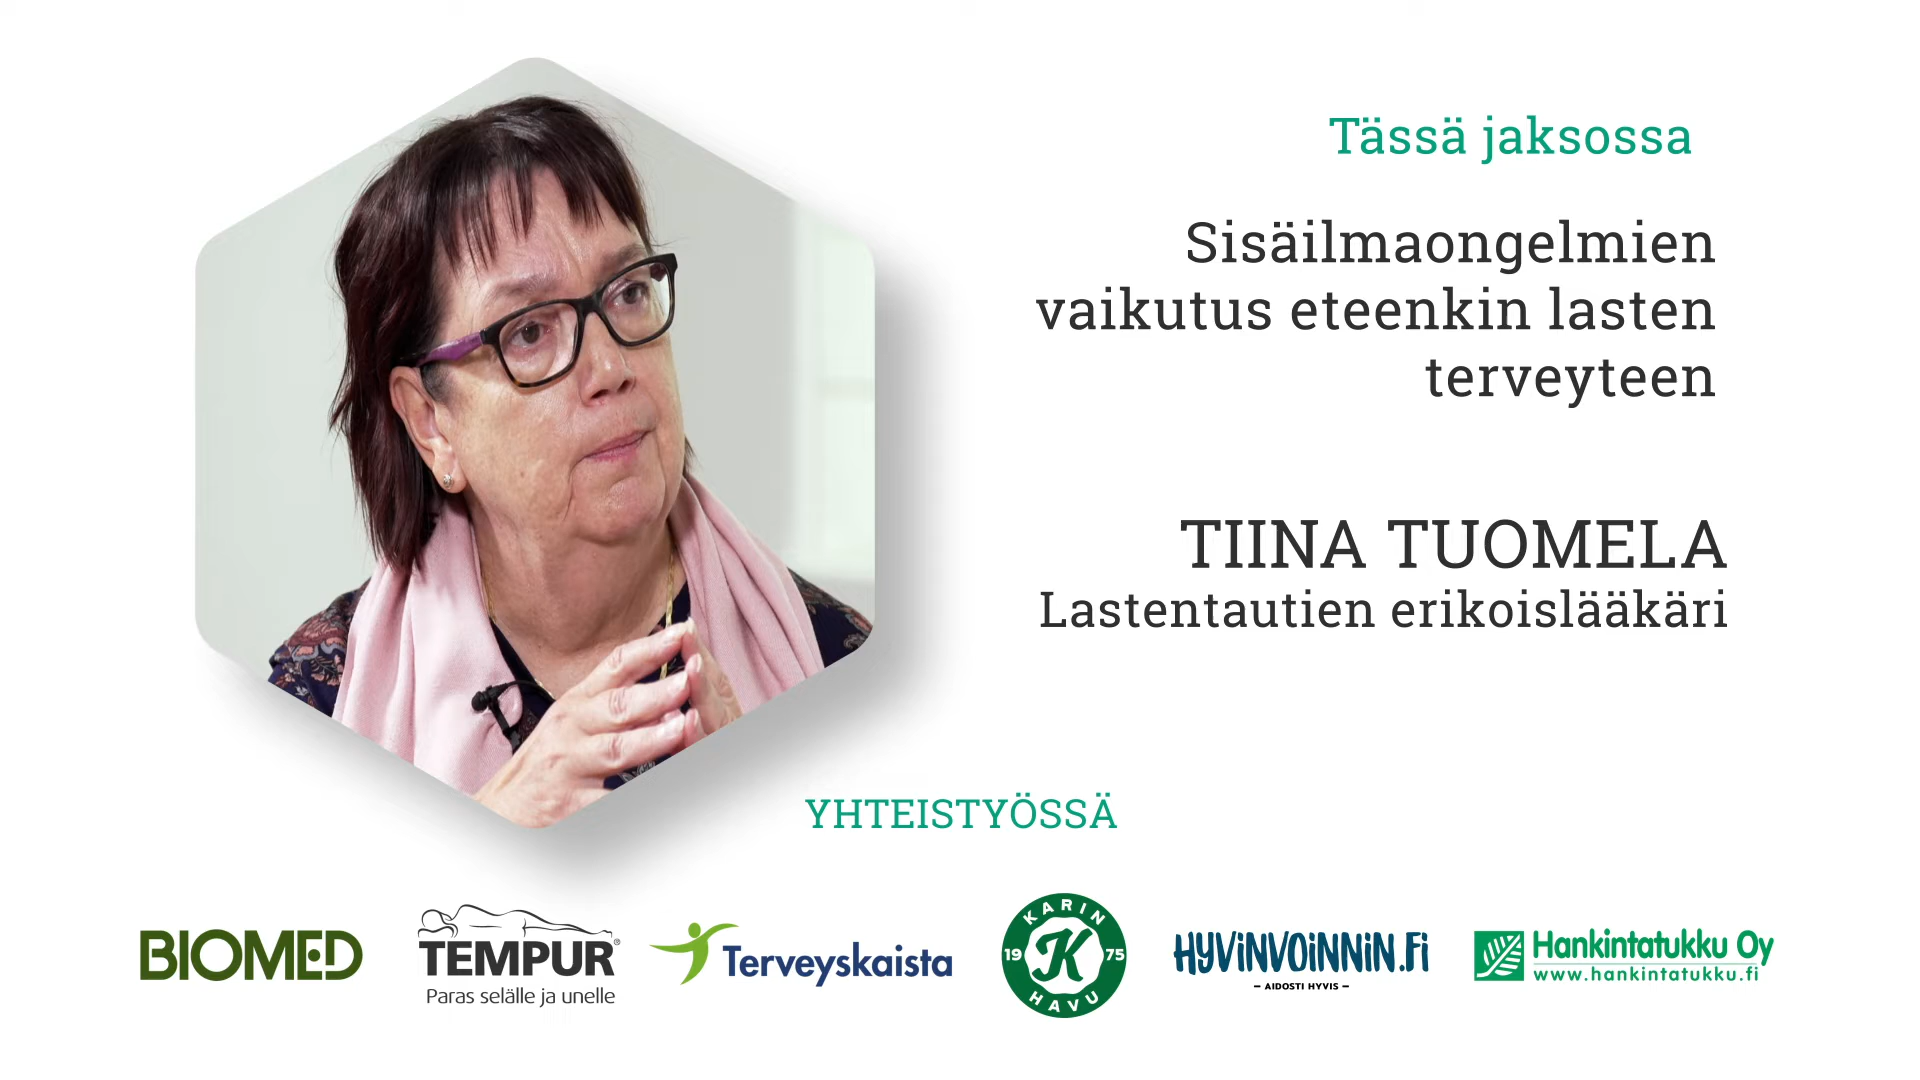 Tässä jaksossa
Sisäilmaongelmien
vaikutus eteenkin lasten
terveyteen
TIINA TUOMELA
Lastentautien erikoislääkäri
YHTEISTYÖSSÄ
BIOMED
TEMPUR®
Paras selälle ja unelle
Terveyskaista
KARIN
19 K 75
HAVU
HYVINVOINNIN.FI
– AIDOSTI HYVIS –
Hankintatukku Oy
www.hankintatukku.fi